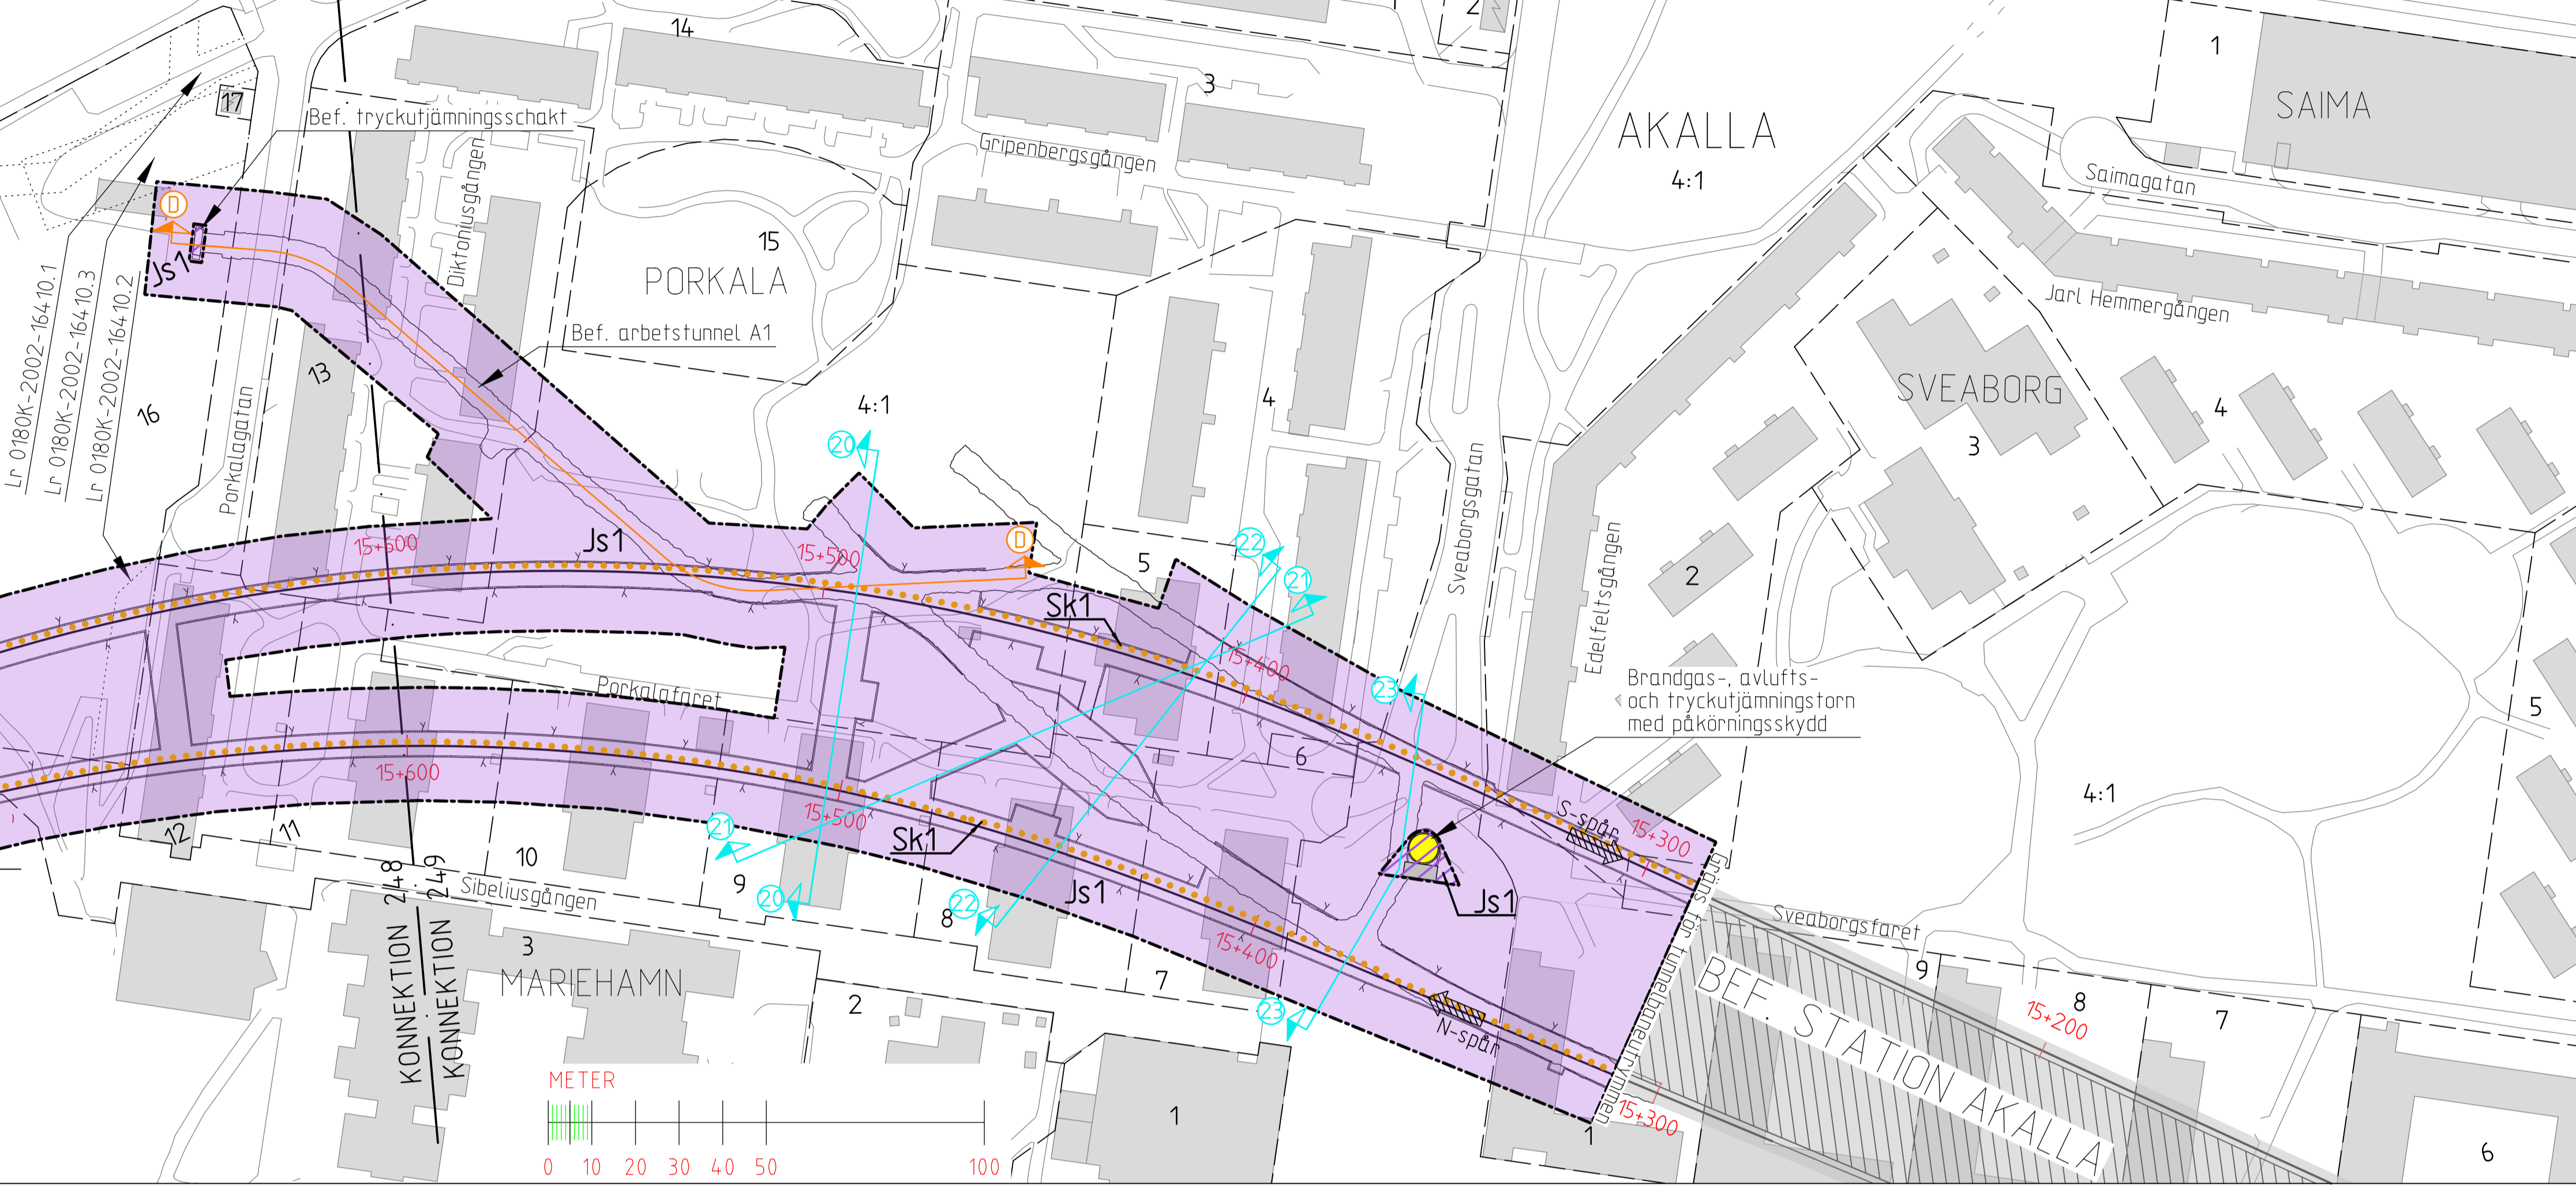 14
2
1
3
SAIMA
17
Bef. tryckutjämningsschakt
AKALLA
4:1
Gripenbergsgången
Saimagatan
Diktoniusgången
D
15
PORKALA
Js1
Jarl Hemmergången
Lr 0180K-2002-16410.1
Lr 0180K-2002-16410.3
Lr 0180K-2002-16410.2
Bef. arbetstunnel A1
13
16
Porkalagatan
4:1
4
SVEABORG
3
4
20
Sveaborgsgatan
Edelfeltsgången
22
21
D
15+600
Js1
15+500
5
2
Sk1
15+400
23
Porkalafaret
Brandgas-, avlufts-
och tryckutjämningstorn
med påkörningsskydd
5
6
15+600
15+500
4:1
S-spår
15+300
12
11
21
Sk1
10
9
20
22
8
Js1
Js1
Gräns för tunnelbaneutrymmen
Sibeliusgången
248
249
KONNEKTION
KONNEKTION
3
MARIEHAMN
15+400
7
23
N-spår
Sveaborgsfaret
9
8
7
15+200
BEF. STATION AKALLA
2
1
15+300
1
6
METER
0 10 20 30 40 50 100